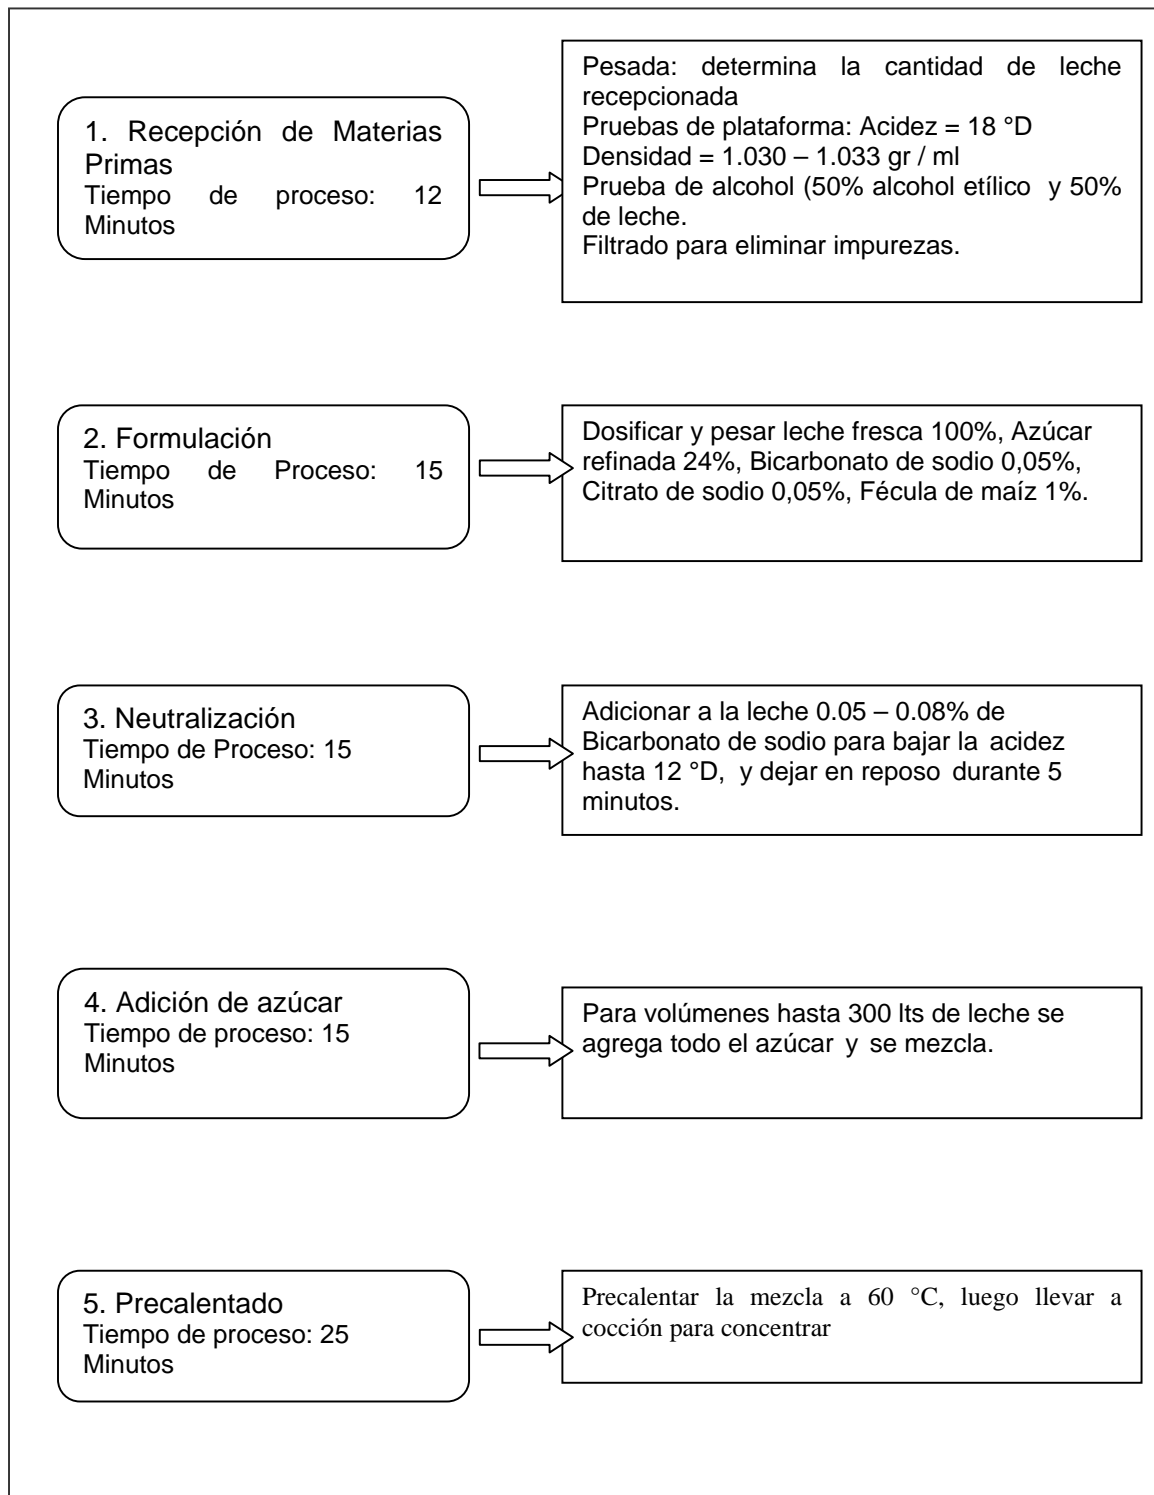 1. Recepción de Materias
Primas
Tiempo de proceso: 12
Minutos
Pesada: determina la cantidad de leche
recepcionada
Pruebas de plataforma: Acidez = 18 °D
Densidad = 1.030 – 1.033 gr / ml
Prueba de alcohol (50% alcohol etílico y 50%
de leche.
Filtrado para eliminar impurezas.
2. Formulación
Tiempo de Proceso: 15
Minutos
Dosificar y pesar leche fresca 100%, Azúcar
refinada 24%, Bicarbonato de sodio 0,05%,
Citrato de sodio 0,05%, Fécula de maíz 1%.
3. Neutralización
Tiempo de Proceso: 15
Minutos
Adicionar a la leche 0.05 – 0.08% de
Bicarbonato de sodio para bajar la acidez
hasta 12 °D, y dejar en reposo durante 5
minutos.
4. Adición de azúcar
Tiempo de proceso: 15
Minutos
Para volúmenes hasta 300 lts de leche se
agrega todo el azúcar y se mezcla.
5. Precalentado
Tiempo de proceso: 25
Minutos
Precalentar la mezcla a 60 °C, luego llevar a
cocción para concentrar